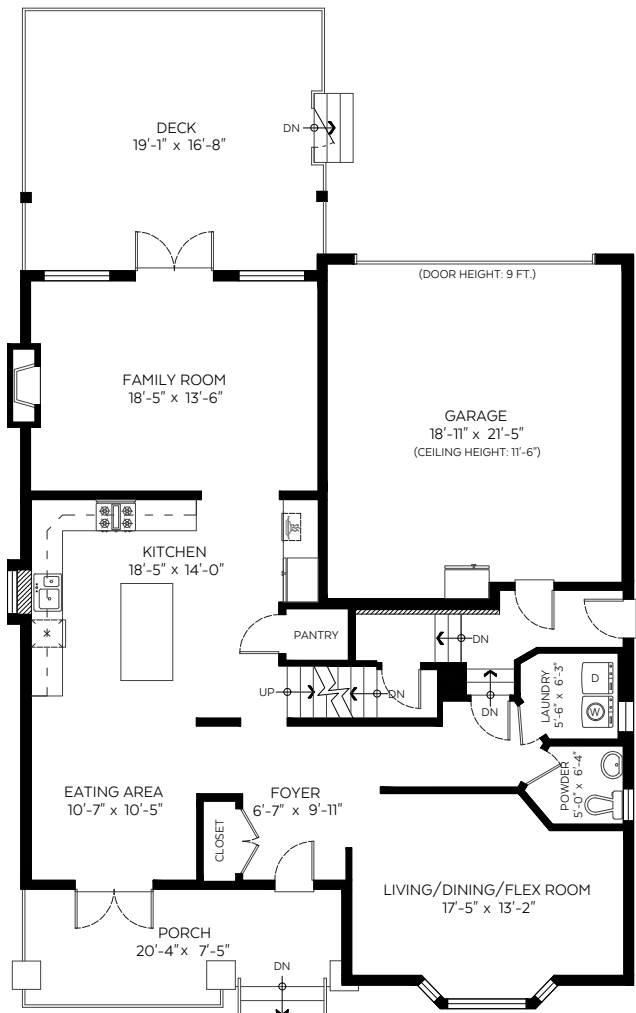 DECK
19'-1" x 16'-8"
DN
(DOOR HEIGHT: 9 FT.)
FAMILY ROOM
18'-5" x 13'-6"
GARAGE
18'-11" x 21'-5"
(CEILING HEIGHT: 11'-6")
KITCHEN
18'-5" x 14'-0"
PANTRY
DN
UP
DN
DN
LAUNDRY
5'-6" x 6'-3"
D
W
POWDER
5'-0" x 6'-4"
EATING AREA
10'-7" x 10'-5"
FOYER
6'-7" x 9'-11"
CLOSET
LIVING/DINING/FLEX ROOM
17'-5" x 13'-2"
PORCH
20'-4" x 7'-5"
DN